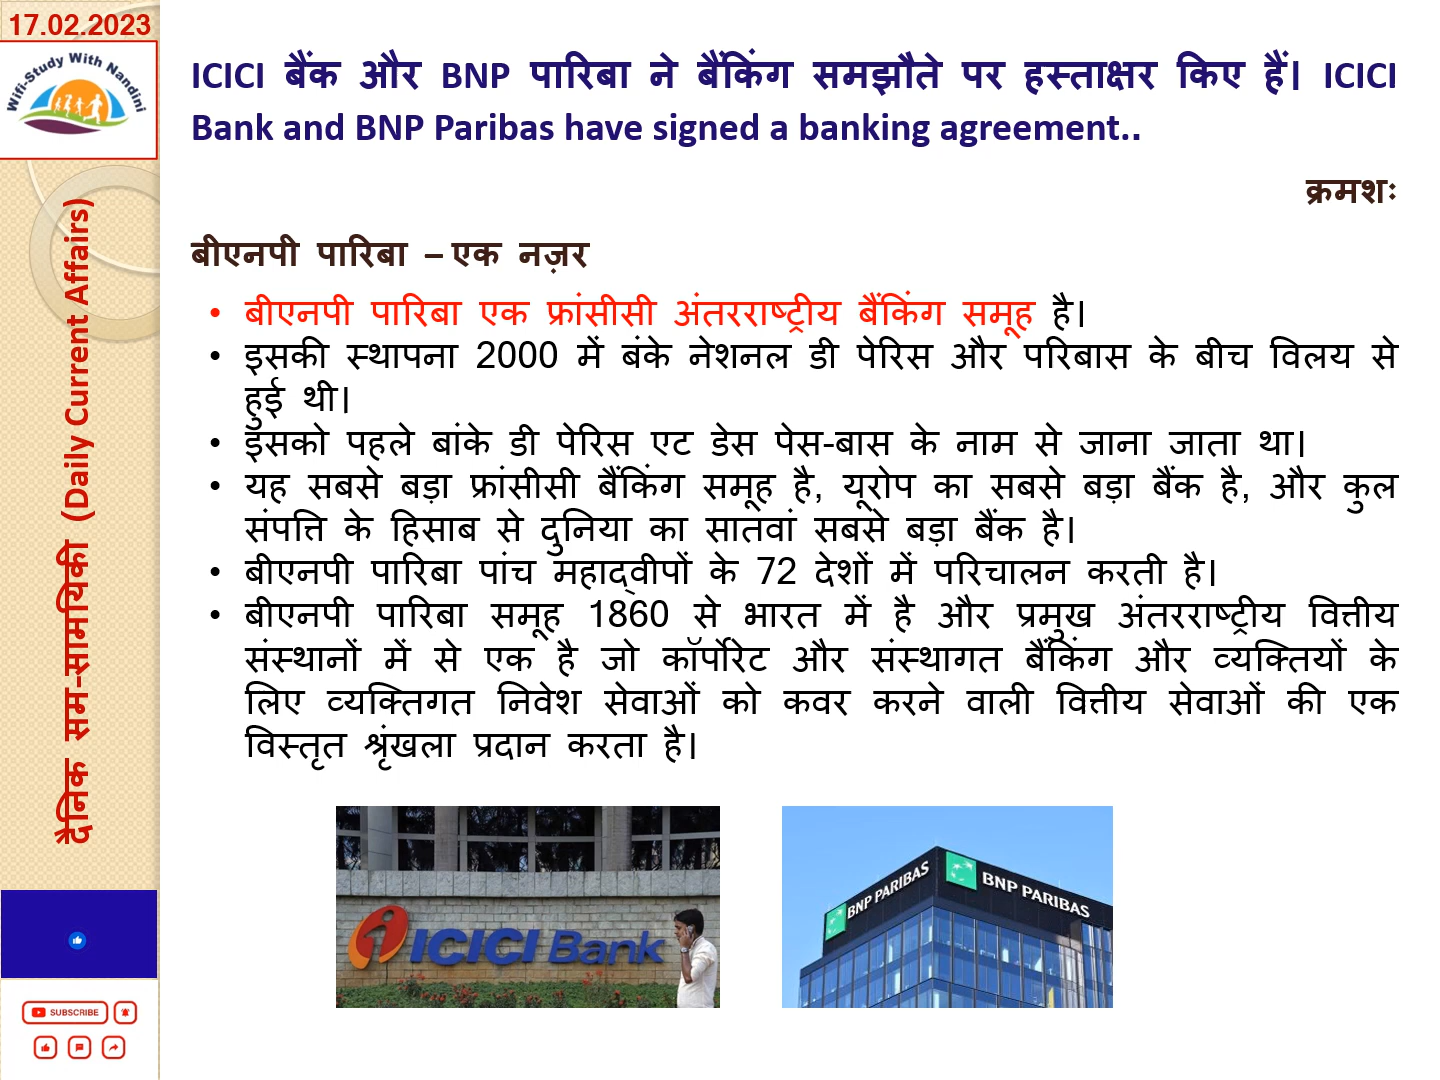 17.02.2023
Wifi-Study With Nandini
दैनिक सम-सामयिकी (Daily Current Affairs)
SUBSCRIBE
ICICI बैंक और BNP पारिबा ने बैंकिंग समझौते पर हस्ताक्षर किए हैं। ICICI
Bank and BNP Paribas have signed a banking agreement..
क्रमशः
बीएनपी पारिबा – एक नज़र
• बीएनपी पारिबा एक फ्रांसीसी अंतरराष्ट्रीय बैंकिंग समूह है।
• इसकी स्थापना 2000 में बंके नेशनल डी पेरिस और परिबास के बीच विलय से
हुई थी।
• इसको पहले बांके डी पेरिस एट डेस पेस-बास के नाम से जाना जाता था।
• यह सबसे बड़ा फ्रांसीसी बैंकिंग समूह है, यूरोप का सबसे बड़ा बैंक है, और कुल
संपत्ति के हिसाब से दुनिया का सातवां सबसे बड़ा बैंक है।
• बीएनपी पारिबा पांच महाद्वीपों के 72 देशों में परिचालन करती है।
• बीएनपी पारिबा समूह 1860 से भारत में है और प्रमुख अंतरराष्ट्रीय वित्तीय
संस्थानों में से एक है जो कॉर्पोरेट और संस्थागत बैंकिंग और व्यक्तियों के
लिए व्यक्तिगत निवेश सेवाओं को कवर करने वाली वित्तीय सेवाओं की एक
विस्तृत श्रृंखला प्रदान करता है।
ICICI Bank
BNP PARIBAS
BNP PARIBAS